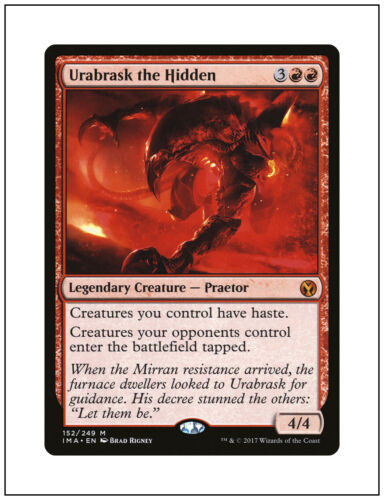 Urabrask the Hidden 3
Legendary Creature — Praetor
Creatures you control have haste.
Creatures your opponents control
enter the battlefield tapped.
When the Mirran resistance arrived, the
furnace dwellers looked to Urabrask for
guidance. His decree stunned the others:
“Let them be.”
4/4
152/249 M
IMA • EN Brad Rigney ™ & © 2017 Wizards of the Coast